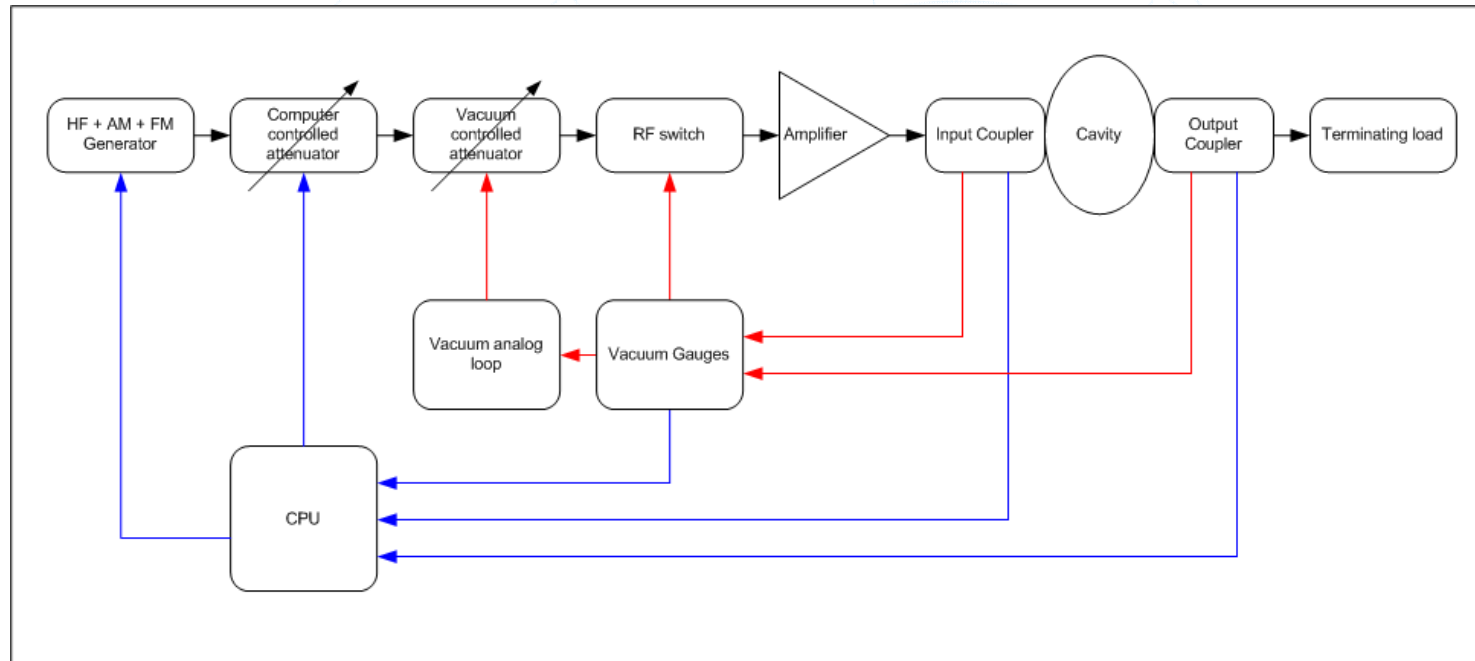 HF + AM + FM
Generator
Computer
controlled
attenuator
Vacuum
controlled
attenuator
RF switch
Amplifier
Input Coupler
Cavity
Output
Coupler
Terminating load
Vacuum analog
loop
Vacuum Gauges
CPU